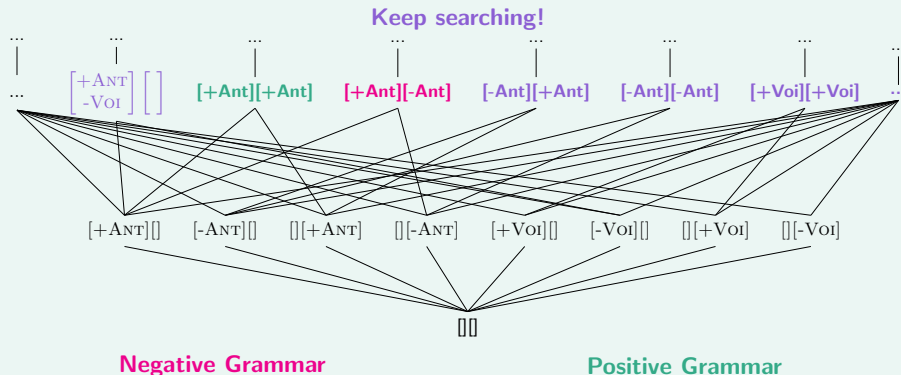 Keep searching!
... ... ... ... ... ... ... ...
... [+ANT -VOI][ ] [+Ant][+Ant] [+Ant][-Ant] [-Ant][+Ant] [-Ant][-Ant] [+Voi][+Voi] ...
[+ANT][] [-ANT][] [][+ANT] [][-ANT] [+VOI][] [-VOI][] [][+VOI] [][-VOI]
[][]
Negative Grammar Positive Grammar